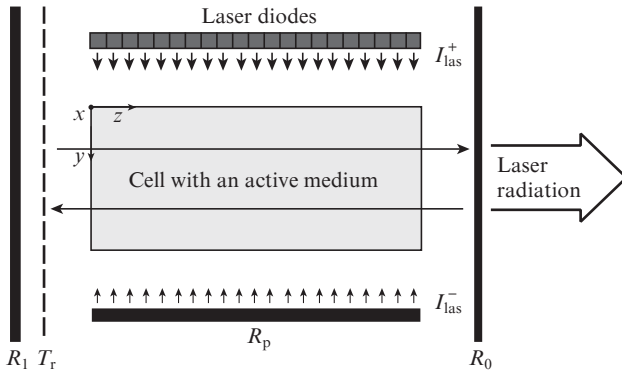 Laser diodes
I⁺las
x
z
y
Cell with an active medium
Laser
radiation
I⁻las
Rp
R1 Tr
R0